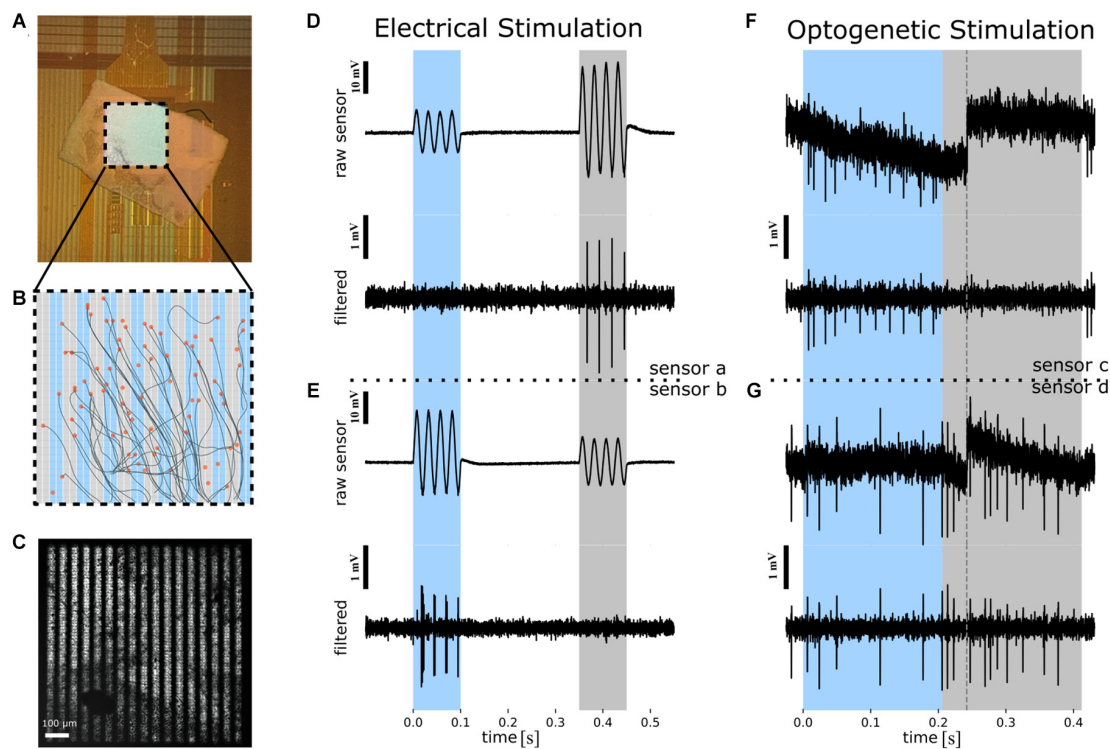 A
B
C
100 µm
D
Electrical Stimulation
10 mV
raw sensor
1 mV
filtered
sensor a
sensor b
E
10 mV
raw sensor
1 mV
filtered
0.0 0.1 0.2 0.3 0.4 0.5
time [s]
F
Optogenetic Stimulation
1 mV
sensor c
sensor d
G
1 mV
0.0 0.1 0.2 0.3 0.4
time [s]